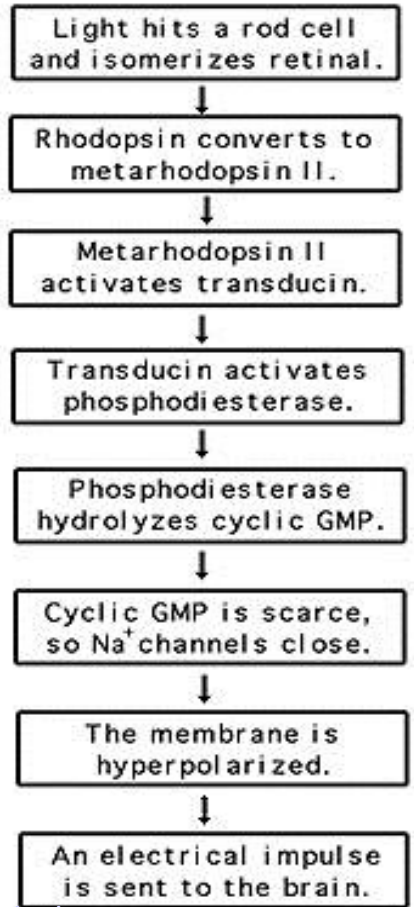 Light hits a rod cell
and isomerizes retinal.
Rhodopsin converts to
metarhodopsin II.
Metarhodopsin II
activates transducin.
Transducin activates
phosphodiesterase.
Phosphodiesterase
hydrolyzes cyclic GMP.
Cyclic GMP is scarce,
so Na⁺ channels close.
The membrane is
hyperpolarized.
An electrical impulse
is sent to the brain.